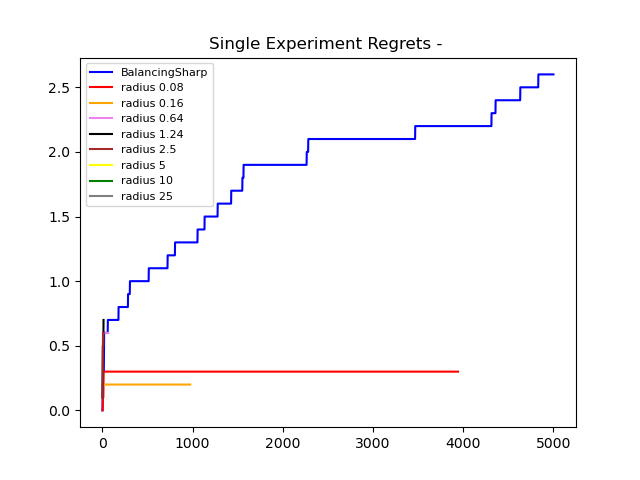 Single Experiment Regrets -
BalancingSharp
radius 0.08
radius 0.16
radius 0.64
radius 1.24
radius 2.5
radius 5
radius 10
radius 25
2.5
2.0
1.5
1.0
0.5
0.0
0 1000 2000 3000 4000 5000